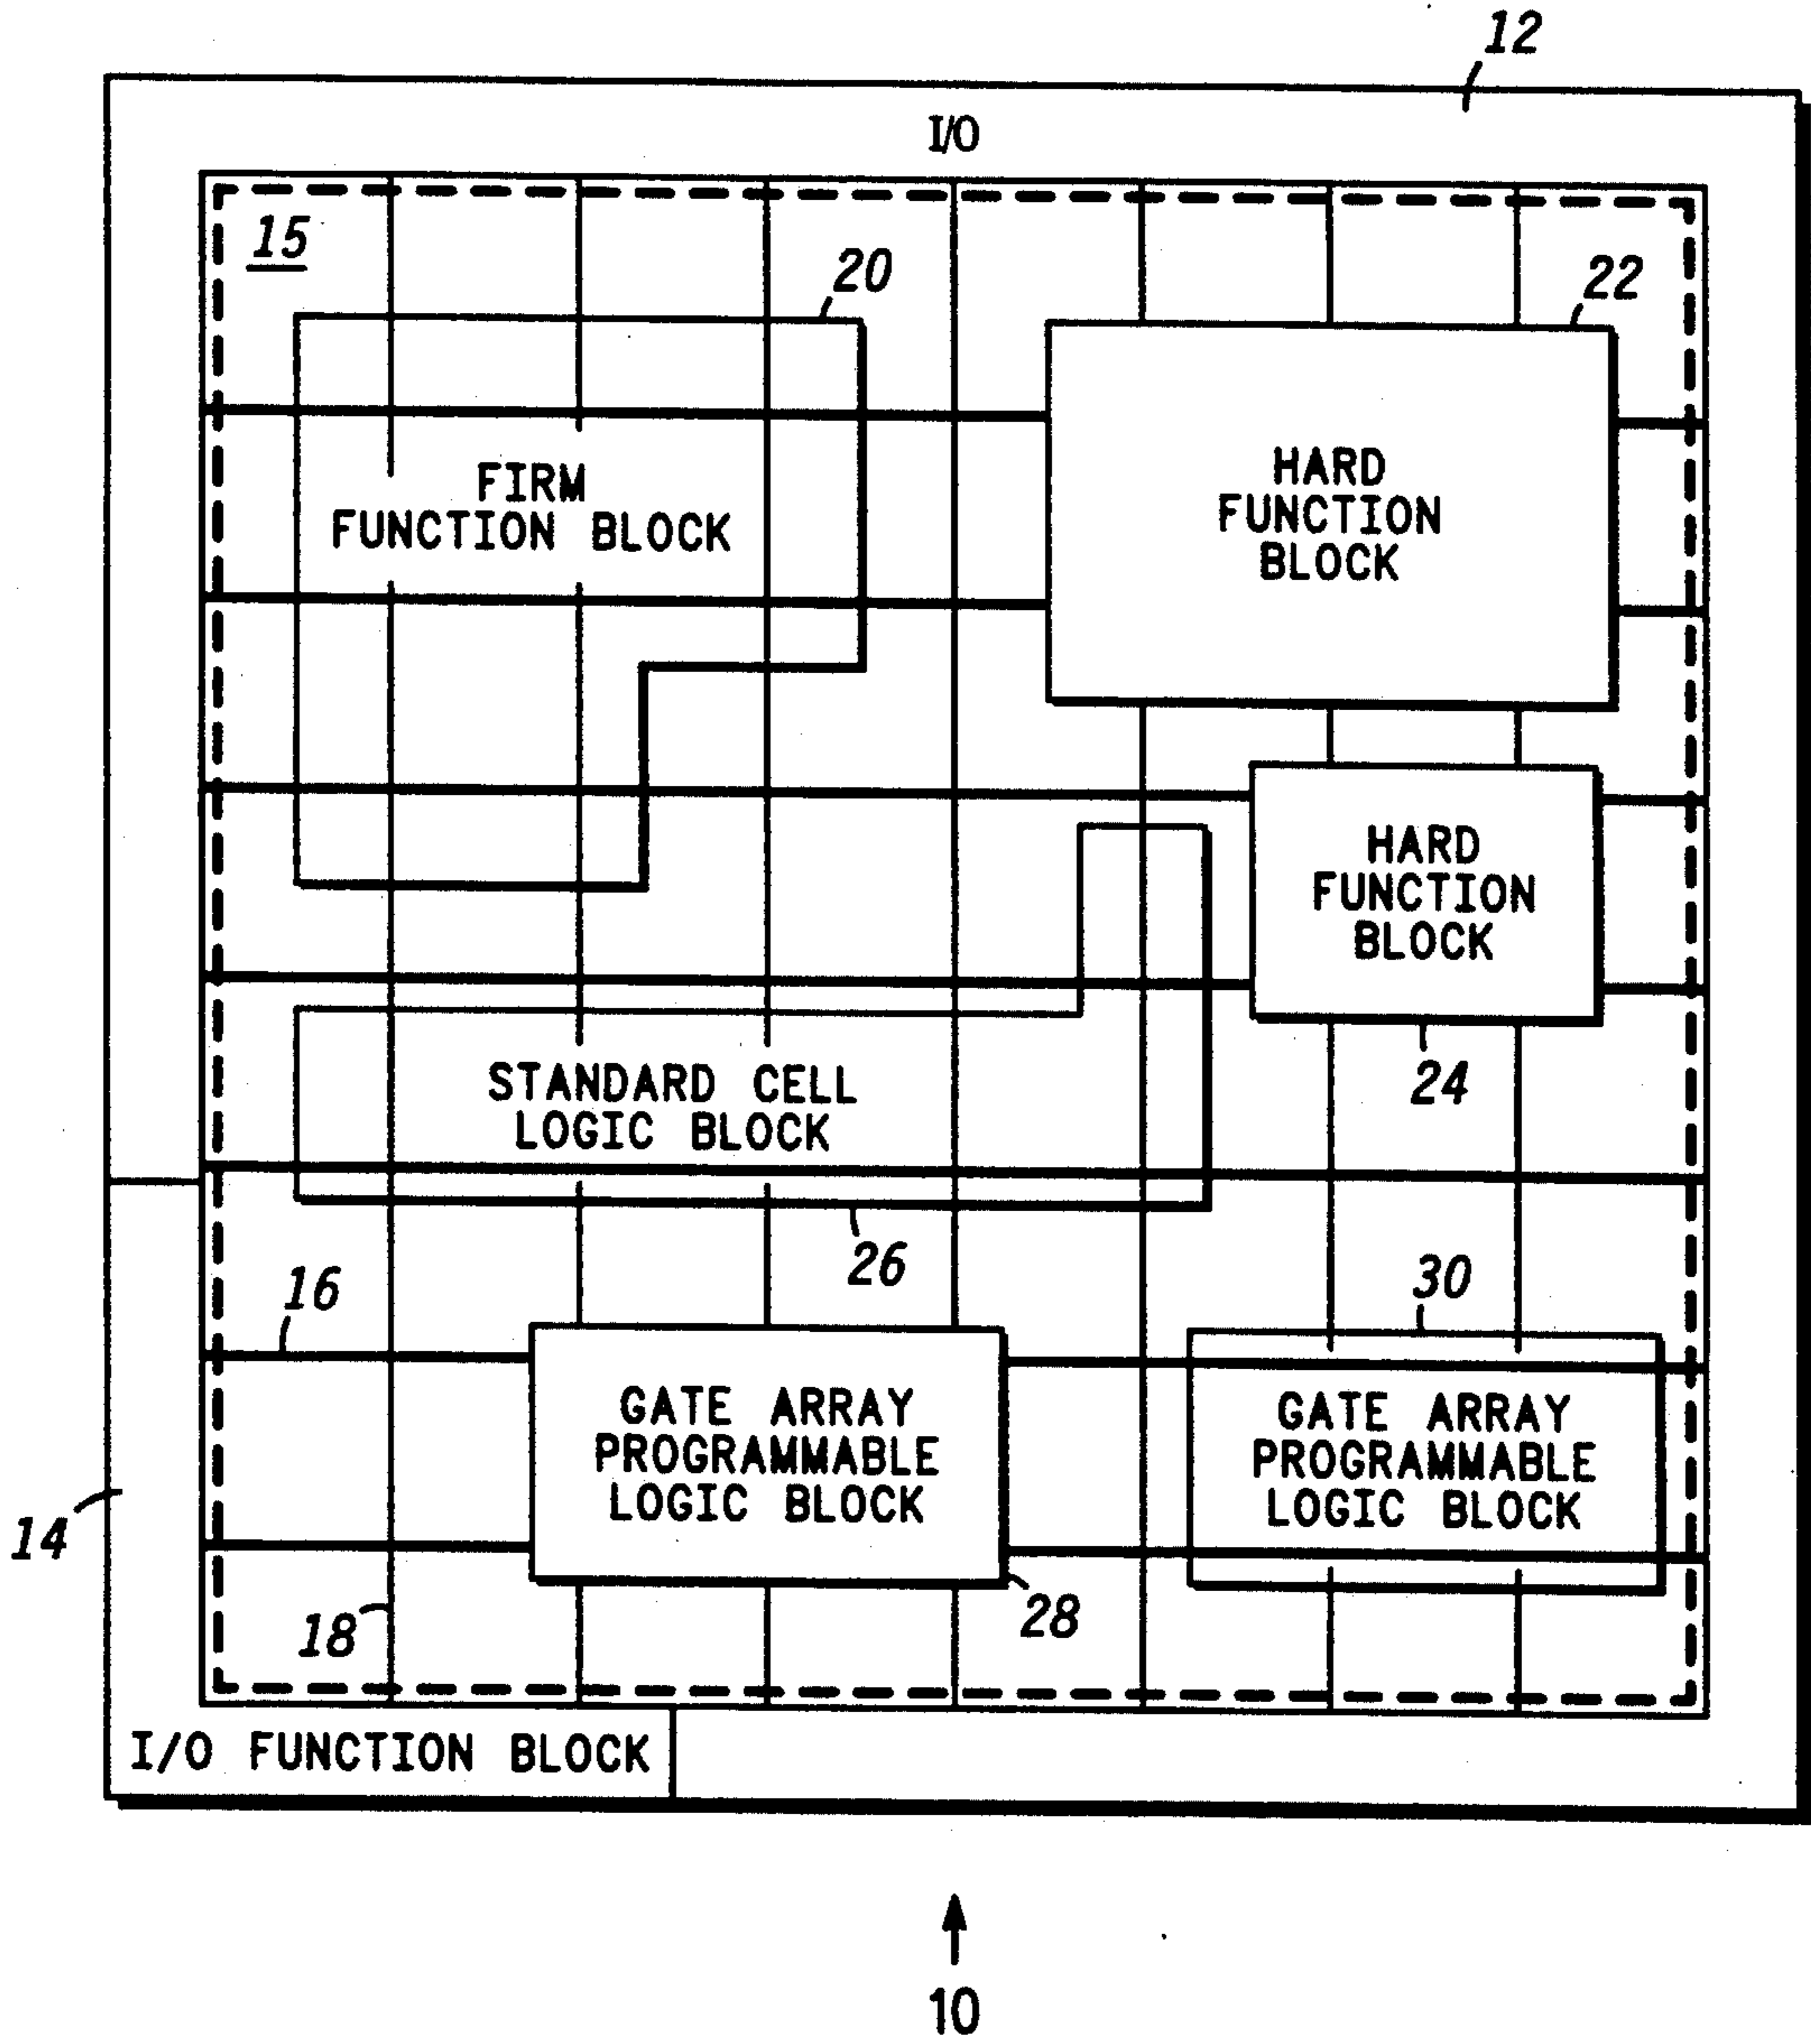 12
I/O
15
20
22
FIRM
FUNCTION BLOCK
HARD
FUNCTION
BLOCK
HARD
FUNCTION
BLOCK
24
STANDARD CELL
LOGIC BLOCK
26
16
30
GATE ARRAY
PROGRAMMABLE
LOGIC BLOCK
GATE ARRAY
PROGRAMMABLE
LOGIC BLOCK
14
18
28
I/O FUNCTION BLOCK
10